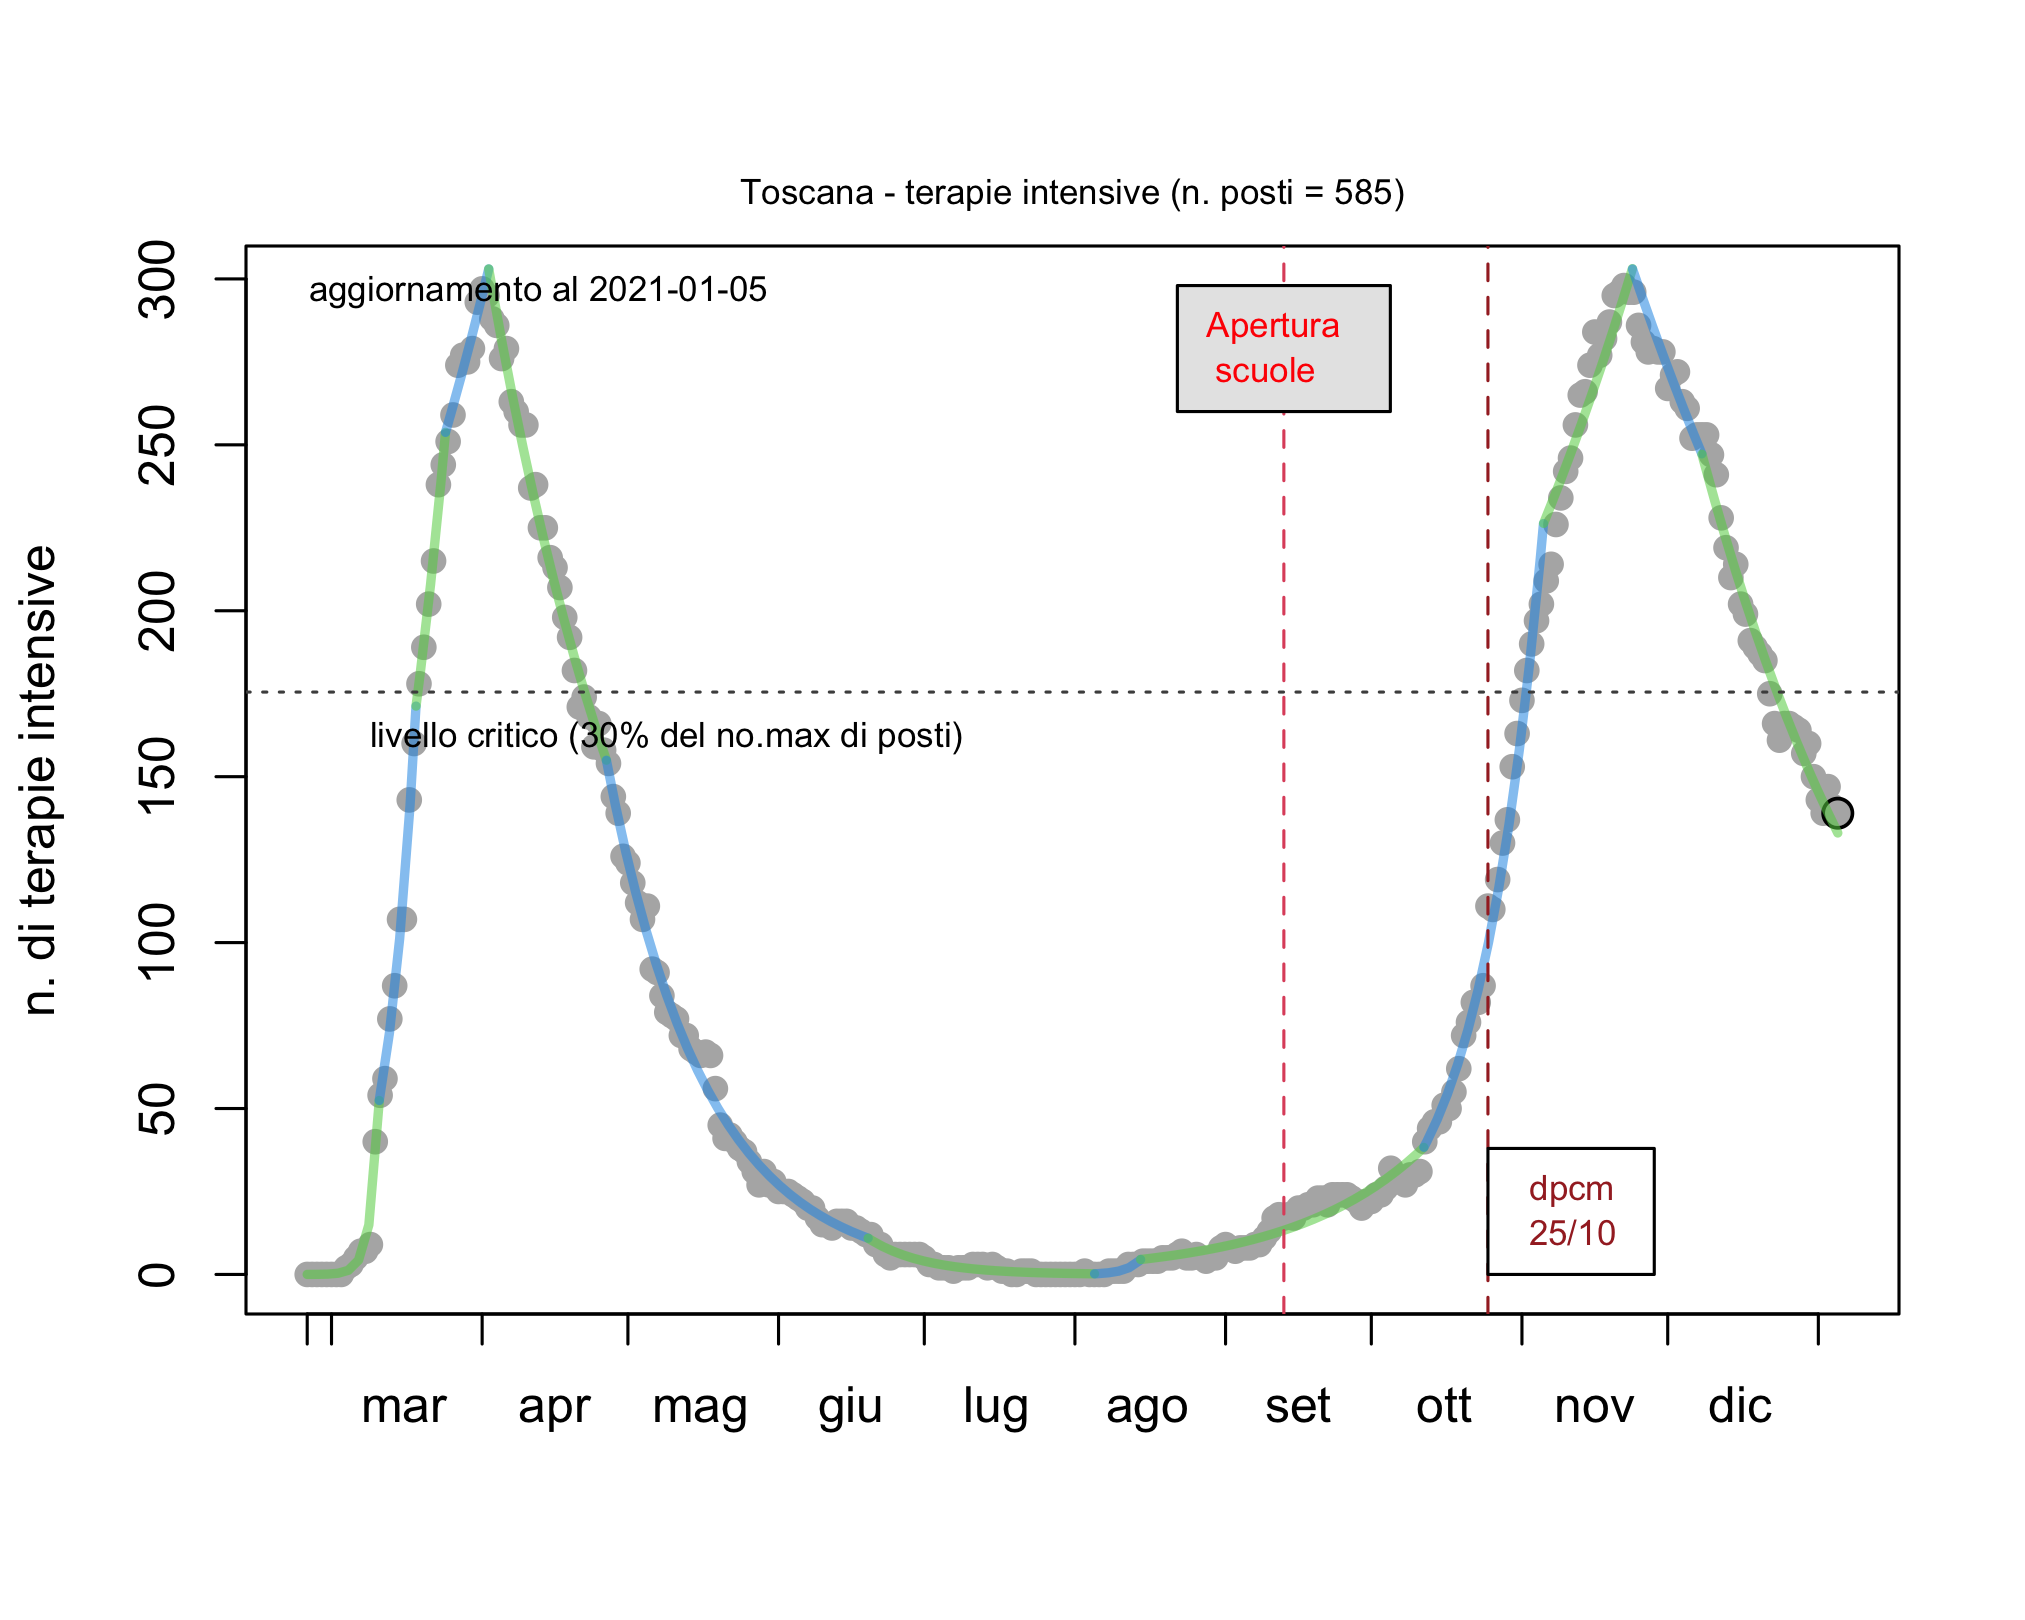 Toscana - terapie intensive (n. posti = 585)
aggiornamento al 2021-01-05
Apertura
scuole
livello critico (30% del no.max di posti)
dpcm
25/10
n. di terapie intensive
300
250
200
150
100
50
0
mar apr mag giu lug ago set ott nov dic